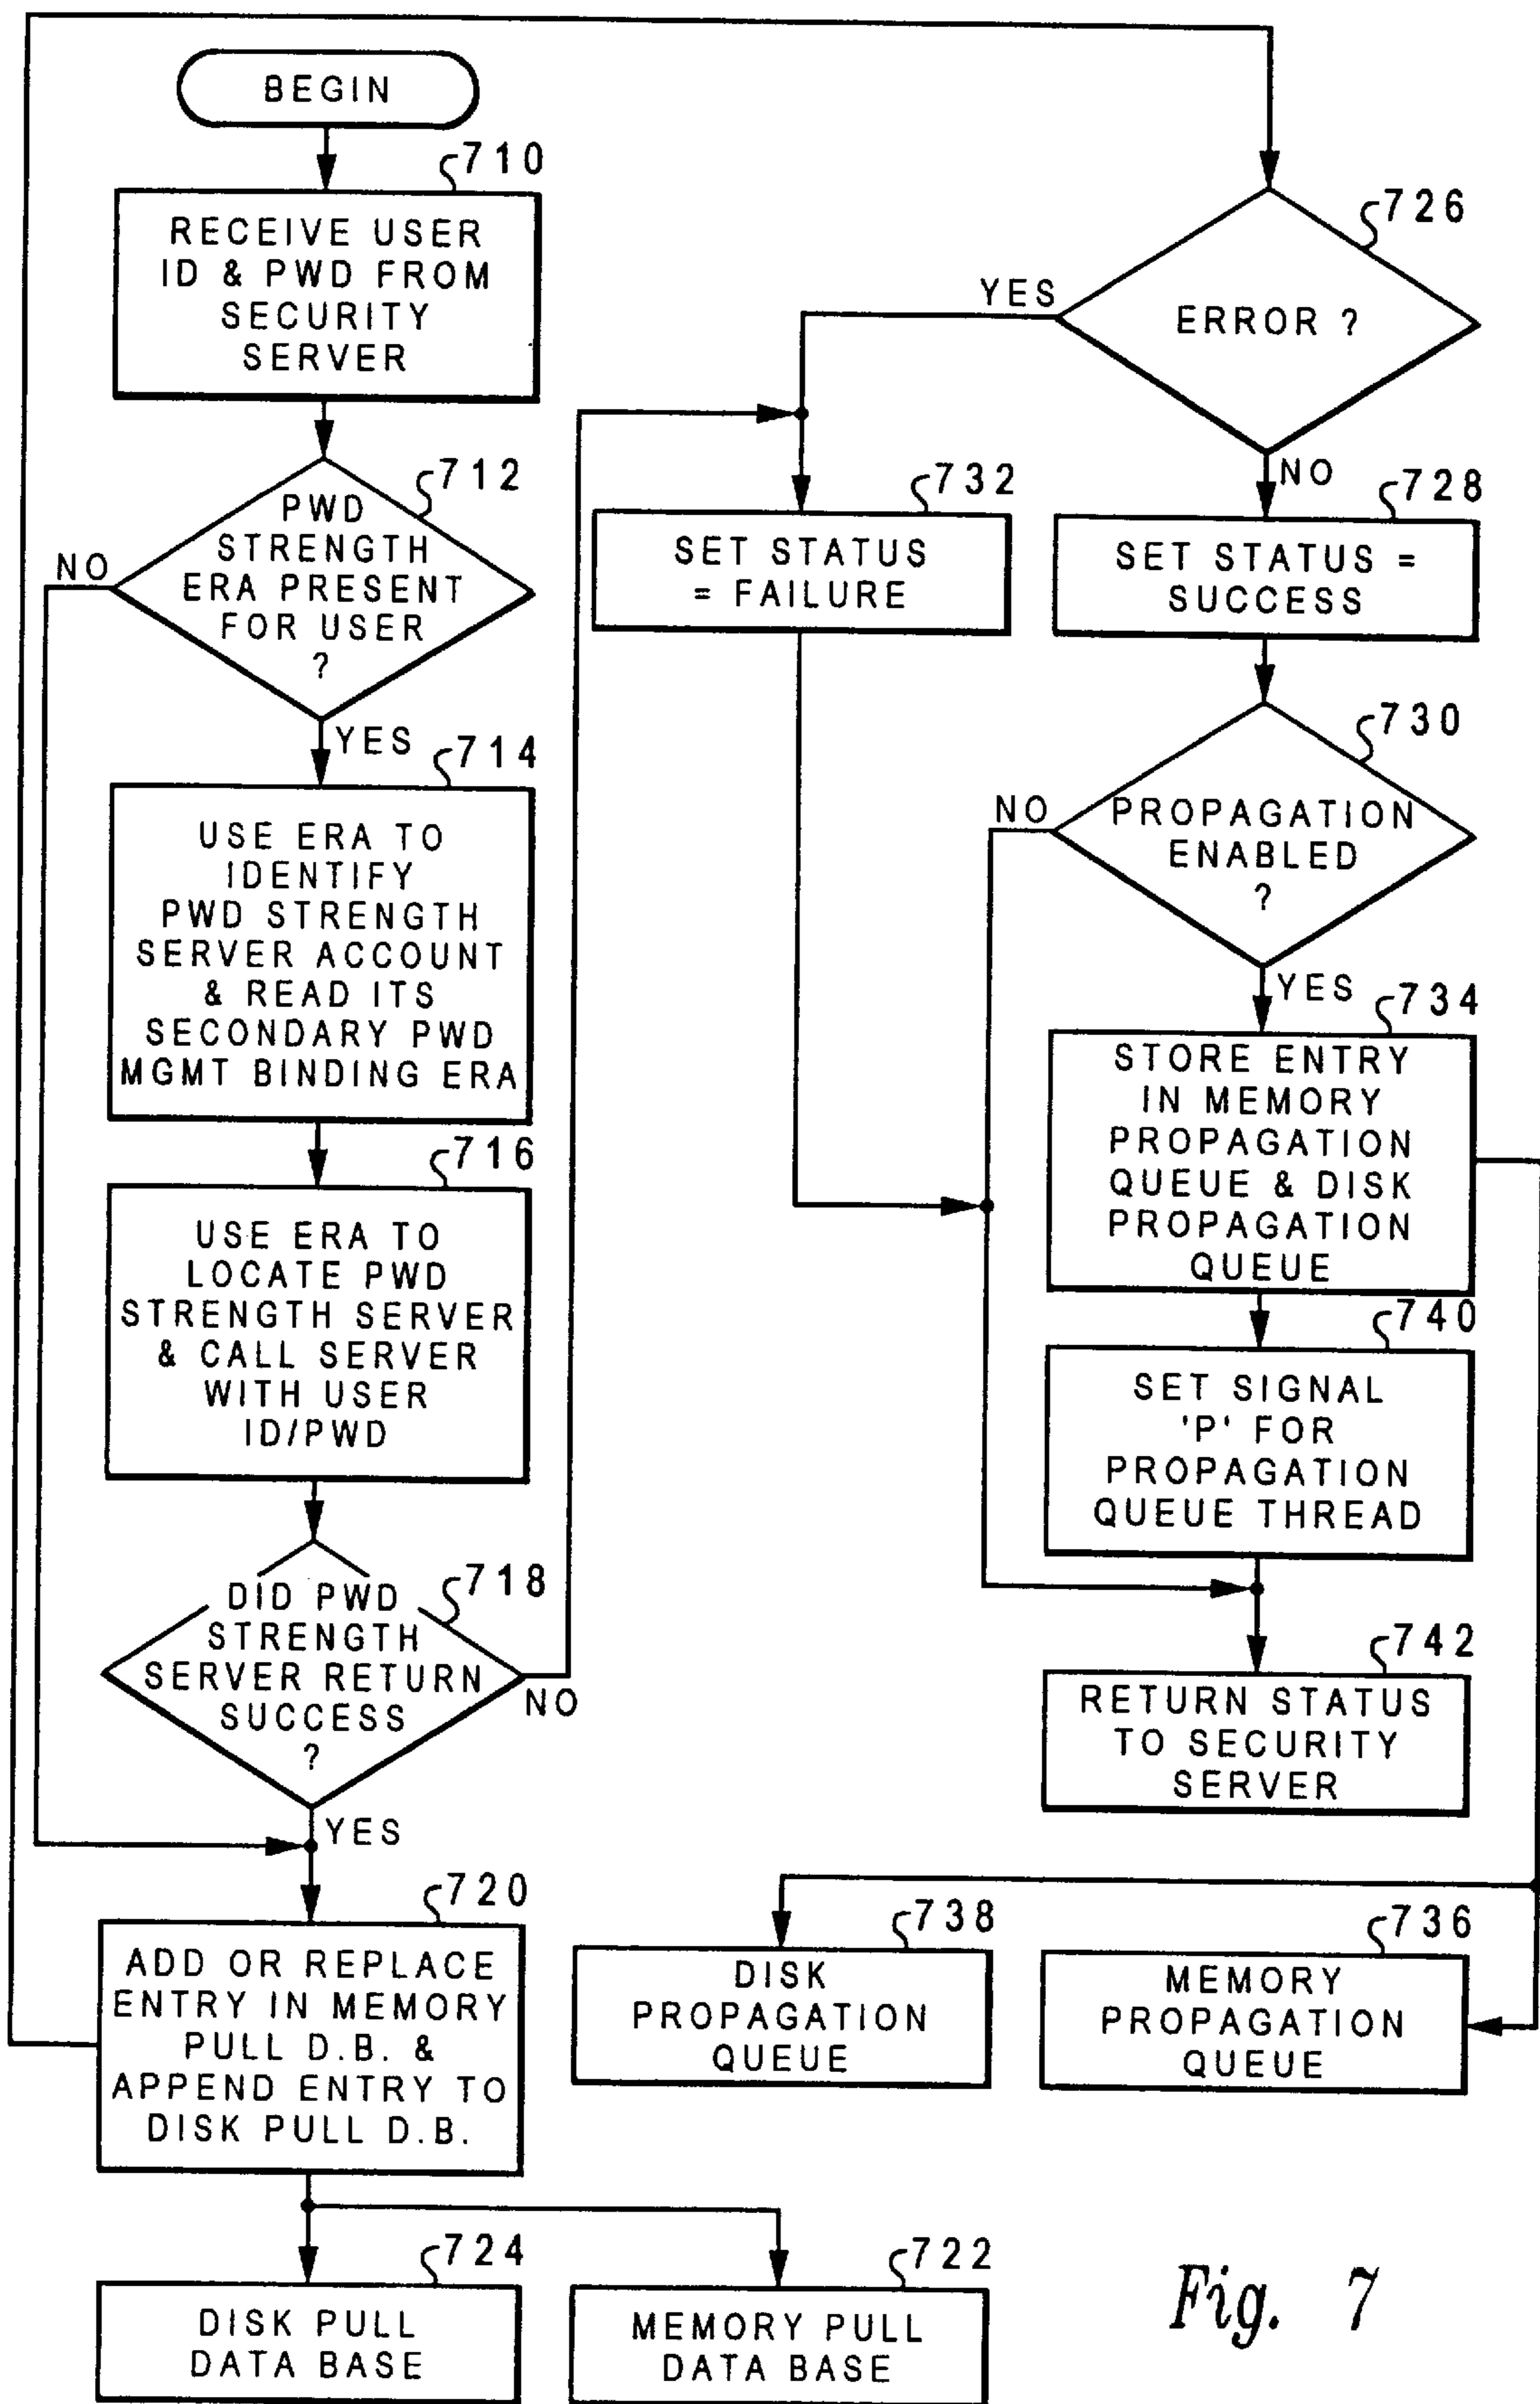 BEGIN
710
RECEIVE USER
ID & PWD FROM
SECURITY
SERVER
712
PWD
STRENGTH
ERA PRESENT
FOR USER
?
NO
YES
714
USE ERA TO
IDENTIFY
PWD STRENGTH
SERVER ACCOUNT
& READ ITS
SECONDARY PWD
MGMT BINDING ERA
716
USE ERA TO
LOCATE PWD
STRENGTH SERVER
& CALL SERVER
WITH USER
ID/PWD
718
DID PWD
STRENGTH
SERVER RETURN
SUCCESS
?
NO
YES
720
ADD OR REPLACE
ENTRY IN MEMORY
PULL D.B. &
APPEND ENTRY TO
DISK PULL D.B.
724
DISK PULL
DATA BASE
722
MEMORY PULL
DATA BASE
726
ERROR ?
YES
NO
732
SET STATUS
= FAILURE
728
SET STATUS =
SUCCESS
730
PROPAGATION
ENABLED
?
NO
YES
734
STORE ENTRY
IN MEMORY
PROPAGATION
QUEUE & DISK
PROPAGATION
QUEUE
740
SET SIGNAL
'P' FOR
PROPAGATION
QUEUE THREAD
742
RETURN STATUS
TO SECURITY
SERVER
738
DISK
PROPAGATION
QUEUE
736
MEMORY
PROPAGATION
QUEUE
Fig. 7